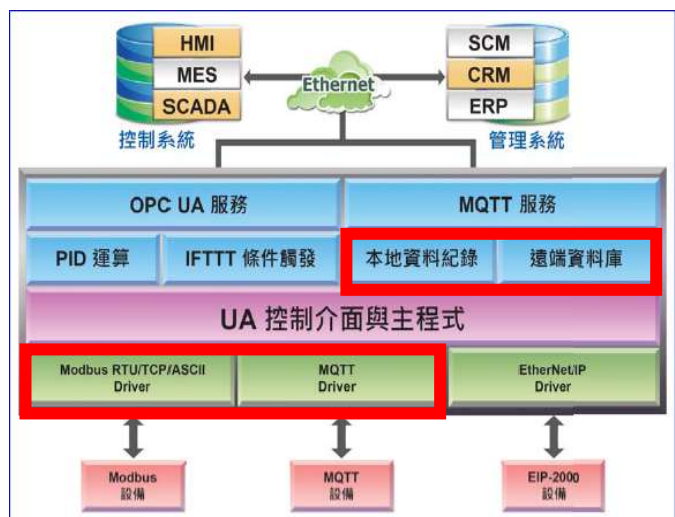 HMI
MES
SCADA
控制系統
Ethernet
SCM
CRM
ERP
管理系統
OPC UA 服務
MQTT 服務
PID 運算
IFTTT 條件觸發
本地資料紀錄
遠端資料庫
UA 控制介面與主程式
Modbus RTU/TCP/ASCII
Driver
MQTT
Driver
EtherNet/IP
Driver
Modbus
設備
MQTT
設備
EIP-2000
設備